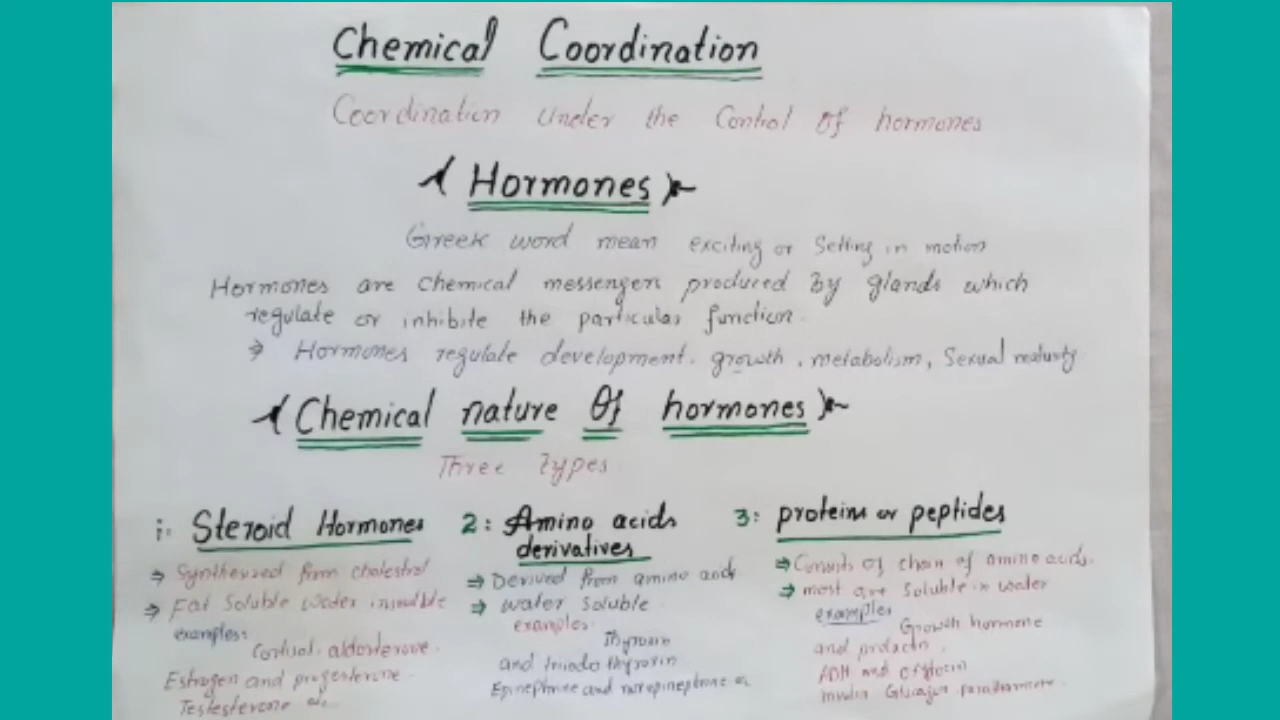 Chemical Coordination
Coordination under the Control Of hormones
Hormones
Greek word mean exciting or Setting in motion
Hormones are chemical messengers produced By glands which
regulate or inhibite the particular function.
⇒ Hormones regulate development. growth, metabolism, Sexual maturity
Chemical nature Of hormones
Three Types
1: Steroid Hormones
⇒ Synthesized from cholestrol
⇒ Fat Soluble Water insoluble
examples:
Cortisol. aldosterone.
Estrogen and progesterone.
Testesterone
2: Amino acids
derivatives
⇒ Derived from amino acids
⇒ Water Soluble
examples.
Thyroxin
and triiodo thyroxin
Epinephrine and norepinephrine
3: proteins or peptides
⇒ Consists of chain of amino acids.
⇒ most are Soluble in water
examples
Growth hormone
and prolactin.
ADH and oxytocin
Insulin Glucagon